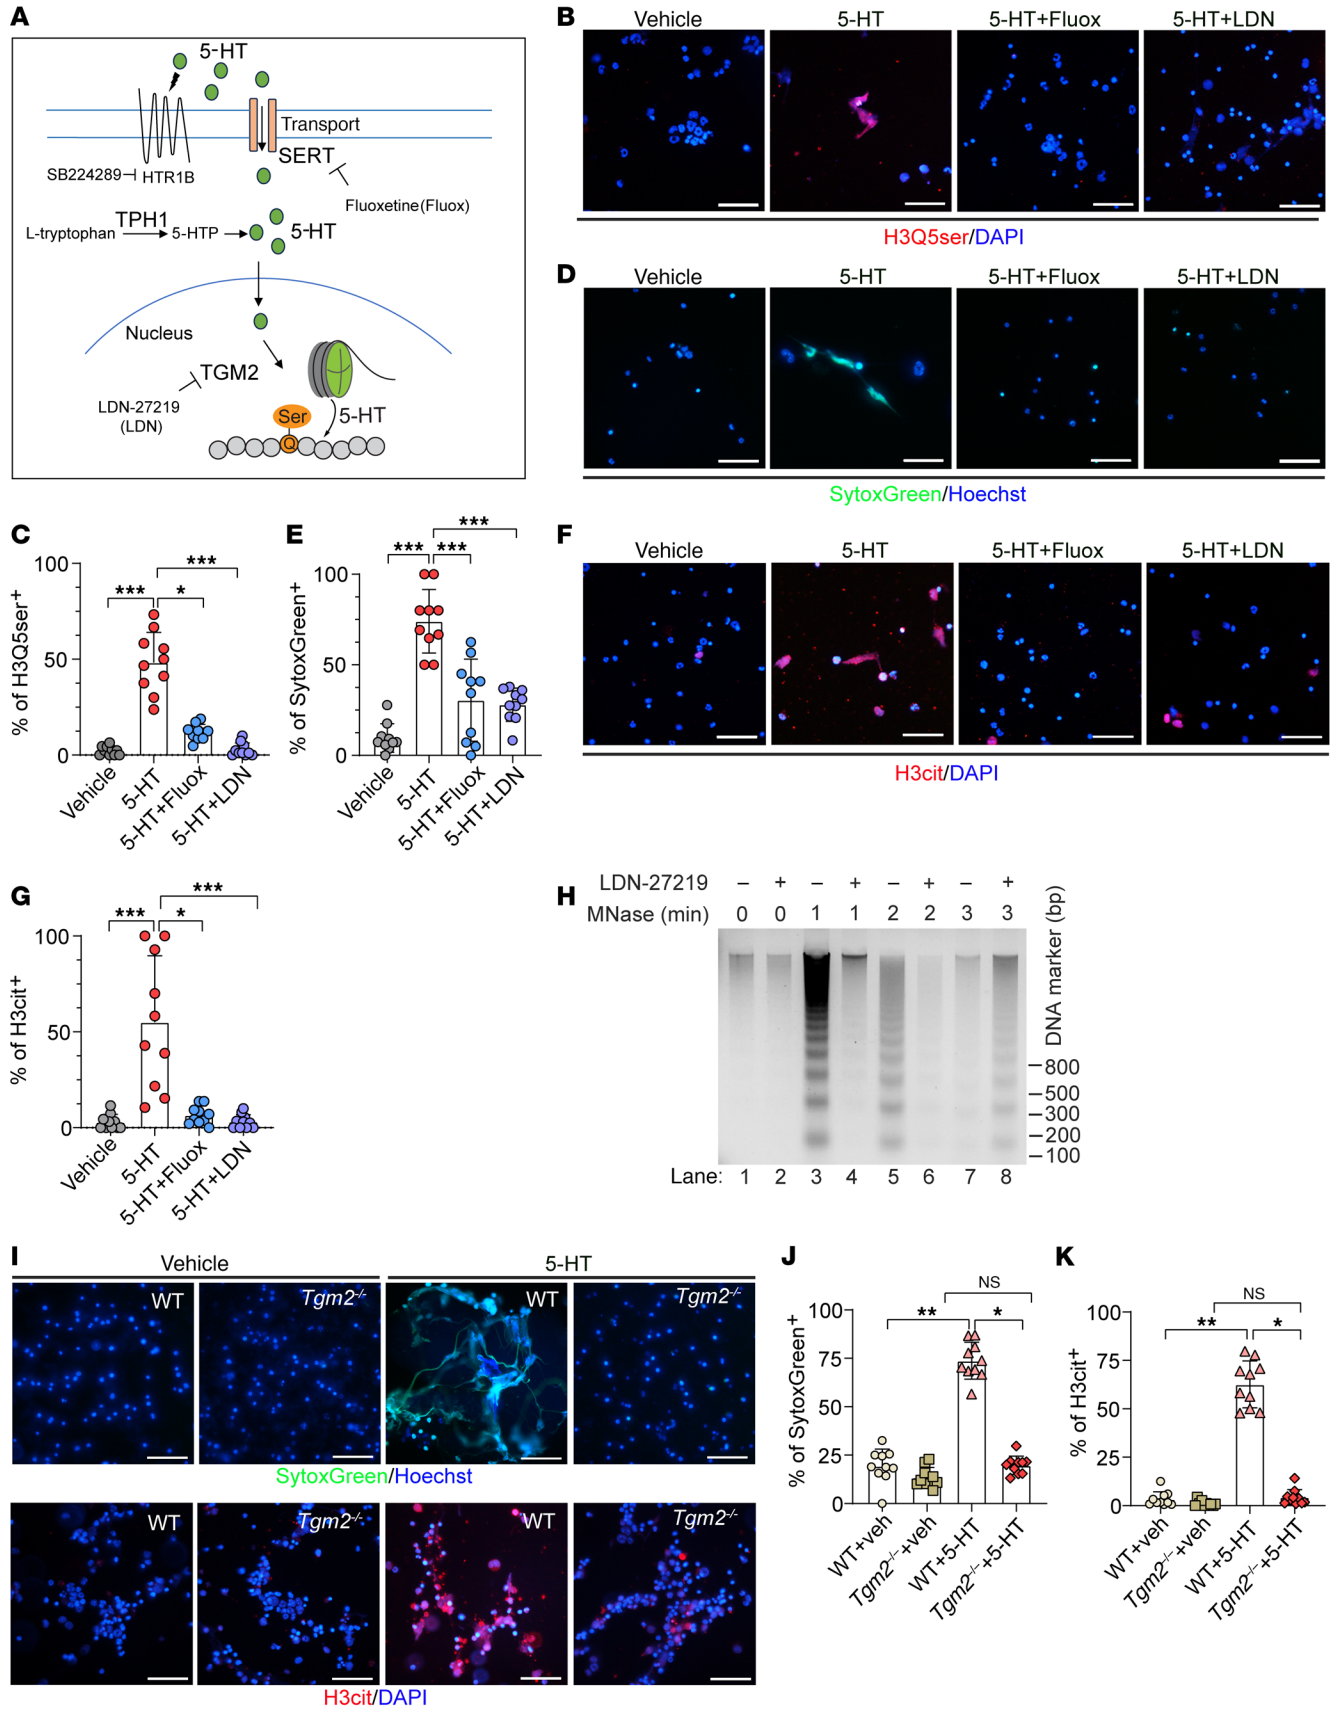 A
5-HT
Transport
SERT
SB224289
HTR1B
Fluoxetine(Fluox)
TPH1
L-tryptophan
5-HTP
5-HT
Nucleus
TGM2
LDN-27219
(LDN)
5-HT
Ser
Q
B
Vehicle
5-HT
5-HT+Fluox
5-HT+LDN
H3Q5ser/DAPI
D
Vehicle
5-HT
5-HT+Fluox
5-HT+LDN
SytoxGreen/Hoechst
C
% of H3Q5ser+
100
50
0
***
*
***
Vehicle
5-HT
5-HT+Fluox
5-HT+LDN
E
% of SytoxGreen+
100
50
0
***
***
***
Vehicle
5-HT
5-HT+Fluox
5-HT+LDN
F
Vehicle
5-HT
5-HT+Fluox
5-HT+LDN
H3cit/DAPI
G
% of H3cit+
100
50
0
***
*
***
Vehicle
5-HT
5-HT+Fluox
5-HT+LDN
H
LDN-27219 – + – + – + – +
MNase (min) 0 0 1 1 2 2 3 3
DNA marker (bp)
800
500
300
200
100
Lane: 1 2 3 4 5 6 7 8
I
Vehicle
5-HT
WT
Tgm2-/-
WT
Tgm2-/-
SytoxGreen/Hoechst
WT
Tgm2-/-
WT
Tgm2-/-
H3cit/DAPI
J
% of SytoxGreen+
100
75
50
25
0
**
*
NS
WT+veh
Tgm2-/-+veh
WT+5-HT
Tgm2-/-+5-HT
K
% of H3cit+
100
75
50
25
0
**
*
NS
WT+veh
Tgm2-/-+veh
WT+5-HT
Tgm2-/-+5-HT